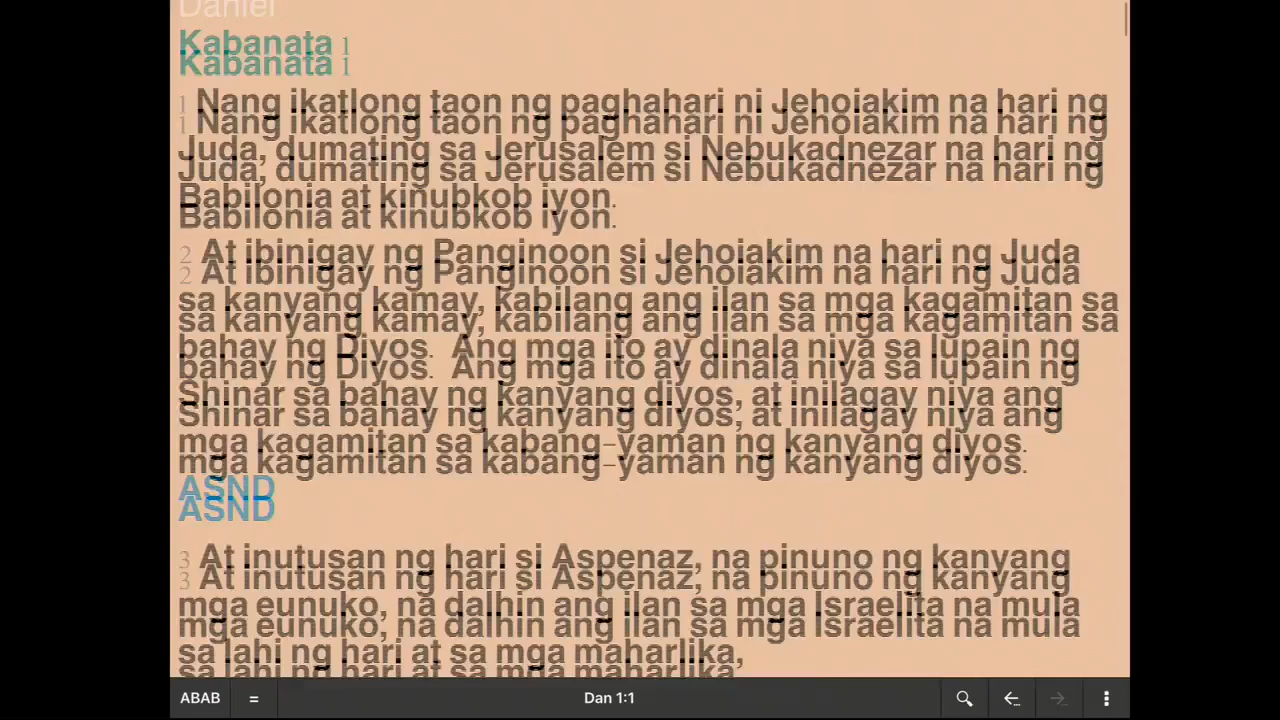 Daniel
Kabanata 1
1 Nang ikatlong taon ng paghahari ni Jehoiakim na hari ng
Juda, dumating sa Jerusalem si Nebukadnezar na hari ng
Babilonia at kinubkob iyon.
2 At ibinigay ng Panginoon si Jehoiakim na hari ng Juda
sa kanyang kamay, kabilang ang ilan sa mga kagamitan sa
bahay ng Diyos. Ang mga ito ay dinala niya sa lupain ng
Shinar sa bahay ng kanyang diyos, at inilagay niya ang
mga kagamitan sa kabang-yaman ng kanyang diyos.
ASND
3 At inutusan ng hari si Aspenaz, na pinuno ng kanyang
mga eunuko, na dalhin ang ilan sa mga Israelita na mula
sa lahi ng hari at sa mga maharlika,
ABAB = Dan 1:1